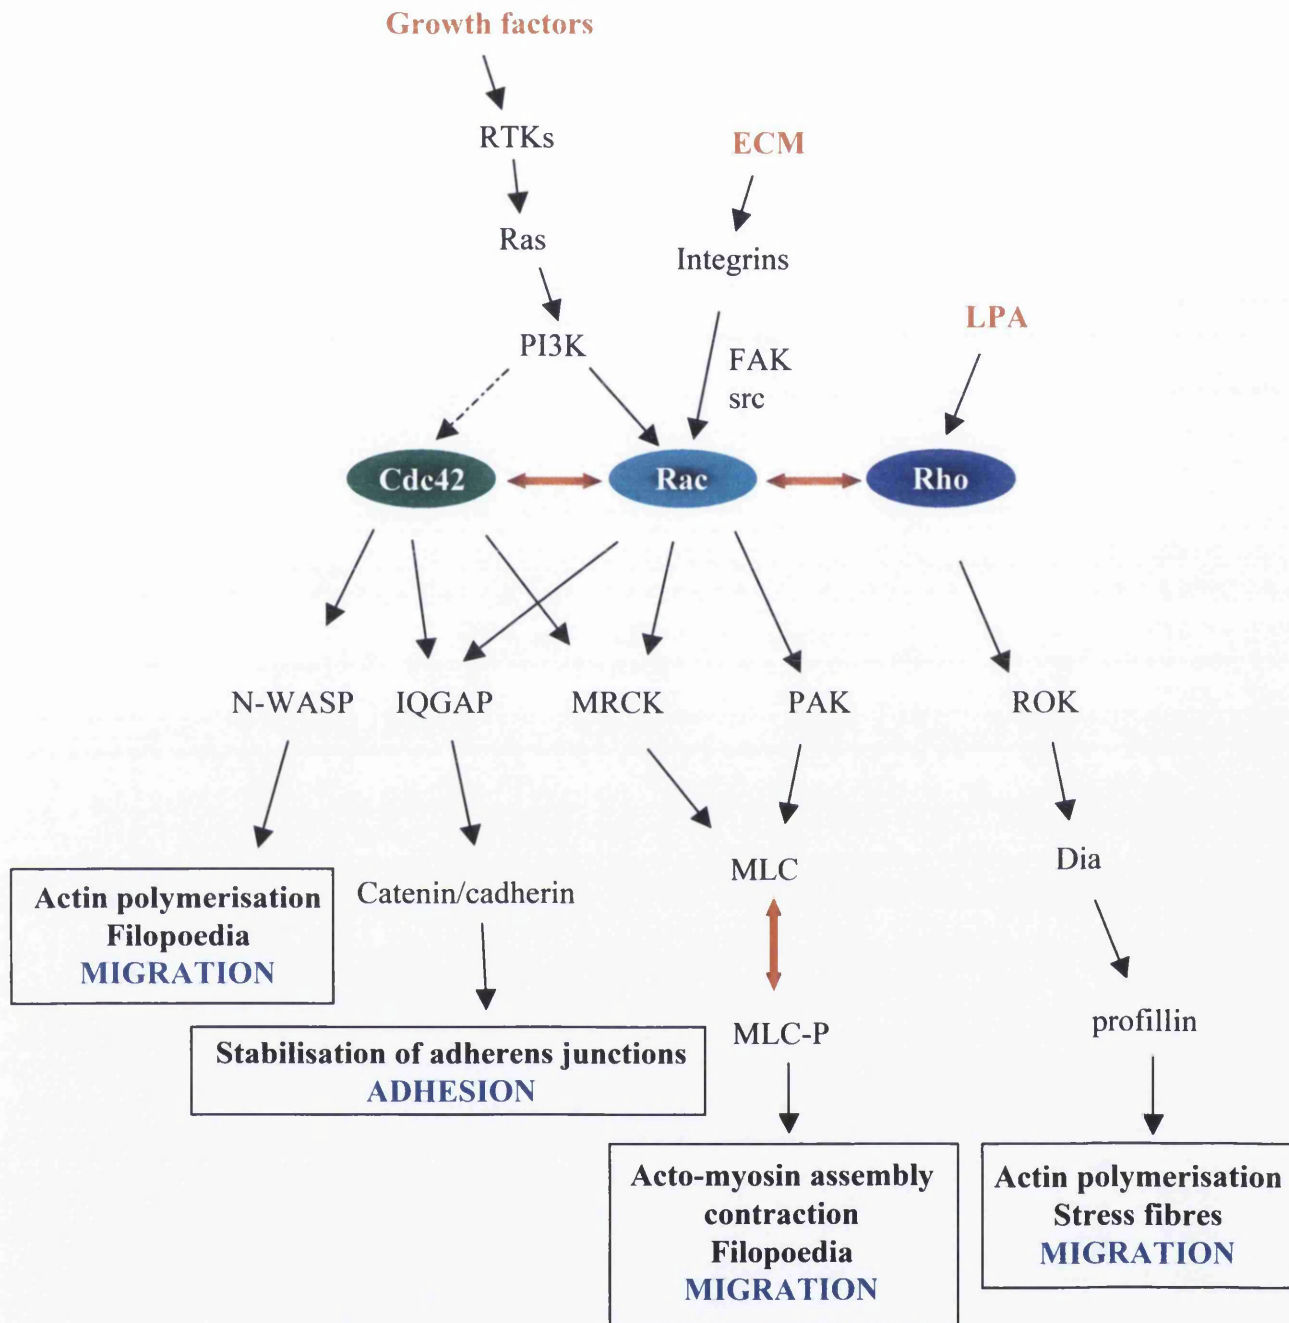 Growth factors
RTKs
ECM
Ras
Integrins
LPA
PI3K
FAK
src
Cdc42
Rac
Rho
N-WASP
IQGAP
MRCK
PAK
ROK
Actin polymerisation
Filopoedia
MIGRATION
Catenin/cadherin
MLC
Dia
Stabilisation of adherens junctions
ADHESION
MLC-P
profillin
Acto-myosin assembly
contraction
Filopoedia
MIGRATION
Actin polymerisation
Stress fibres
MIGRATION